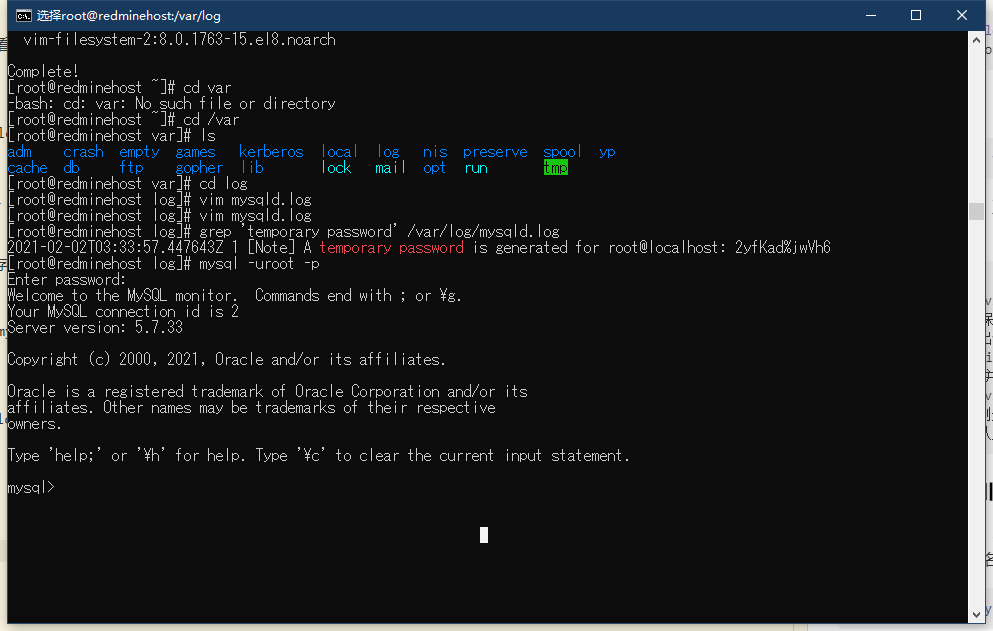 选择root@redminehost:/var/log
vim-filesystem-2:8.0.1763-15.el8.noarch
Complete!
[root@redminehost ~]# cd var
-bash: cd: var: No such file or directory
[root@redminehost ~]# cd /var
[root@redminehost var]# ls
adm crash empty games kerberos local log nis preserve spool yp
cache db ftp gopher lib lock mail opt run tmp
[root@redminehost var]# cd log
[root@redminehost log]# vim mysqld.log
[root@redminehost log]# vim mysqld.log
[root@redminehost log]# grep 'temporary password' /var/log/mysqld.log
2021-02-02T03:33:57.447643Z 1 [Note] A temporary password is generated for root@localhost: 2yfKad%jwVh6
[root@redminehost log]# mysql -uroot -p
Enter password:
Welcome to the MySQL monitor.  Commands end with ; or ¥g.
Your MySQL connection id is 2
Server version: 5.7.33
Copyright (c) 2000, 2021, Oracle and/or its affiliates.
Oracle is a registered trademark of Oracle Corporation and/or its
affiliates. Other names may be trademarks of their respective
owners.
Type 'help;' or '¥h' for help. Type '¥c' to clear the current input statement.
mysql>